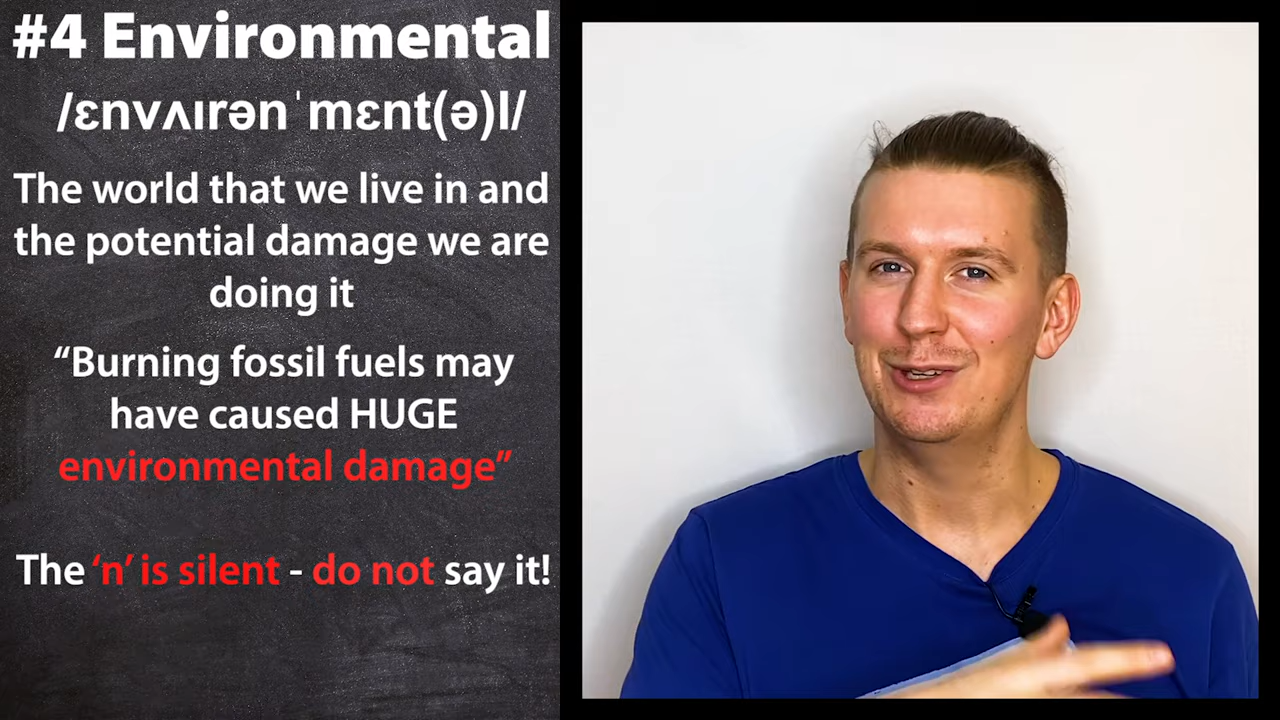 #4 Environmental
/ɛnvʌɪrənˈmɛnt(ə)l/
The world that we live in and
the potential damage we are
doing it
“Burning fossil fuels may
have caused HUGE
environmental damage”
The ‘n’ is silent - do not say it!